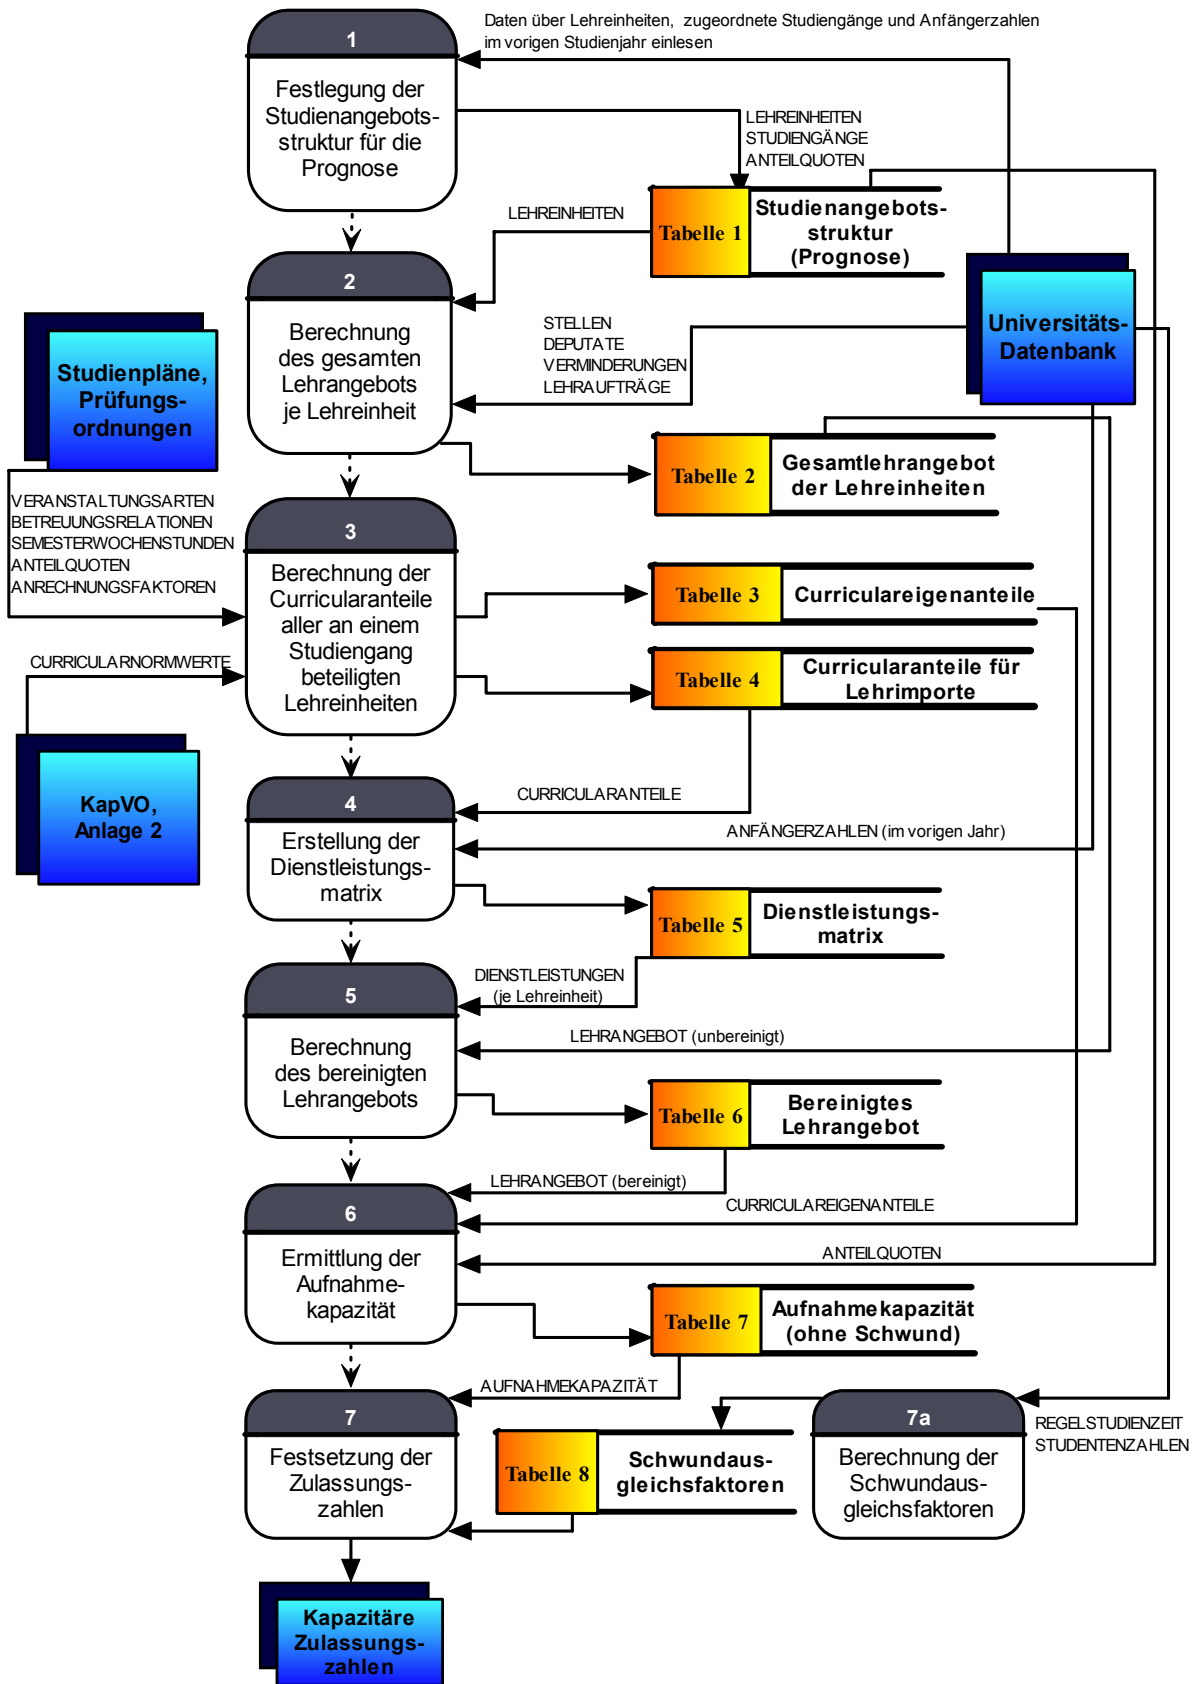 Daten über Lehreinheiten, zugeordnete Studiengänge und Anfängerzahlen
im vorigen Studienjahr einlesen
1
Festlegung der
Studienangebots-
struktur für die
Prognose
LEHREINHEITEN
STUDIENGÄNGE
ANTEILQUOTEN
LEHREINHEITEN
Tabelle 1
Studienangebots-
struktur
(Prognose)
2
Berechnung
des gesamten
Lehrangebots
je Lehreinheit
STELLEN
DEPUTATE
VERMINDERUNGEN
LEHRAUFTRÄGE
Universitäts-
Datenbank
Studienpläne,
Prüfungs-
ordnungen
Tabelle 2
Gesamtlehrangebot
der Lehreinheiten
VERANSTALTUNGSARTEN
BETREUUNGSRELATIONEN
SEMESTERWOCHENSTUNDEN
ANTEILQUOTEN
ANRECHNUNGSFAKTOREN
3
Berechnung der
Curricularanteile
aller an einem
Studiengang
beteiligten
Lehreinheiten
Tabelle 3
Curriculareigenanteile
CURRICULARNORMWERTE
Tabelle 4
Curricularanteile für
Lehrimporte
KapVO,
Anlage 2
CURRICULARANTEILE
4
Erstellung der
Dienstleistungs-
matrix
ANFÄNGERZAHLEN (im vorigen Jahr)
Tabelle 5
Dienstleistungs-
matrix
DIENSTLEISTUNGEN
(je Lehreinheit)
5
Berechnung
des bereinigten
Lehrangebots
LEHRANGEBOT (unbereinigt)
Tabelle 6
Bereinigtes
Lehrangebot
LEHRANGEBOT (bereinigt)
CURRICULAREIGENANTEILE
6
Ermittlung der
Aufnahme-
kapazität
ANTEILQUOTEN
Tabelle 7
Aufnahmekapazität
(ohne Schwund)
AUFNAHMEKAPAZITÄT
7
Festsetzung der
Zulassungs-
zahlen
Tabelle 8
Schwundaus-
gleichsfaktoren
7a
Berechnung der
Schwundaus-
gleichsfaktoren
REGELSTUDIENZEIT
STUDENTENZAHLEN
Kapazitäre
Zulassungs-
zahlen